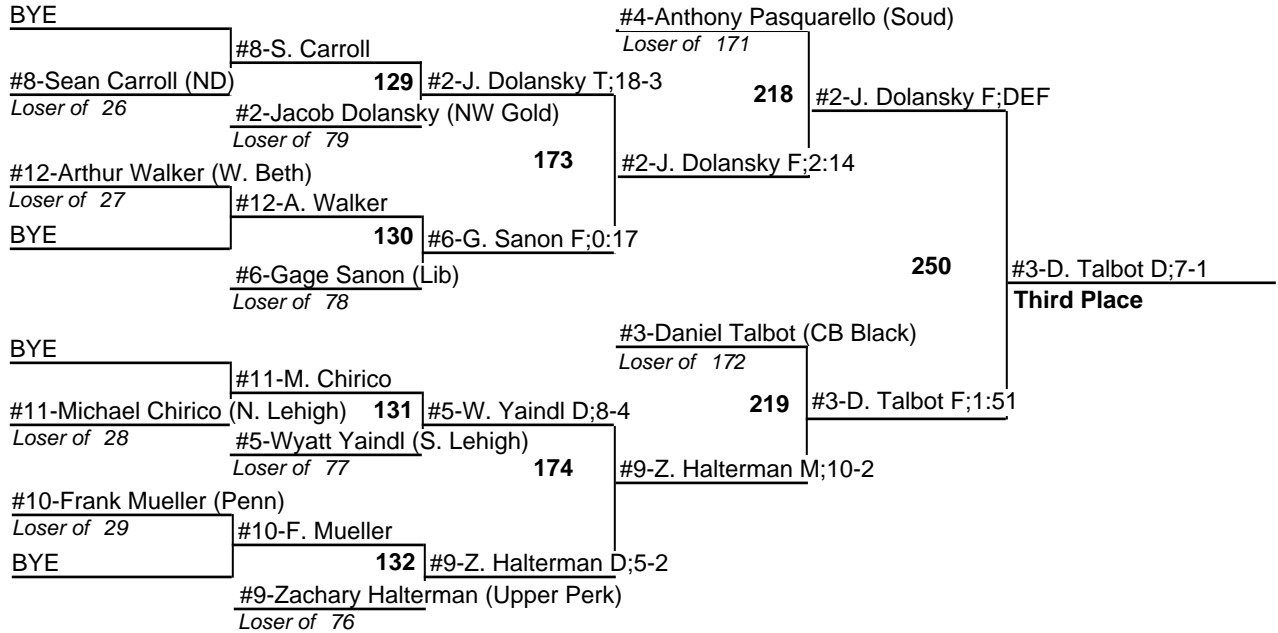 BYE
#4-Anthony Pasquarello (Soud)
Loser of 171
#8-S. Carroll
#8-Sean Carroll (ND)
129
#2-J. Dolansky T;18-3
218
#2-J. Dolansky F;DEF
Loser of 26
#2-Jacob Dolansky (NW Gold)
Loser of 79
173
#2-J. Dolansky F;2:14
#12-Arthur Walker (W. Beth)
Loser of 27
#12-A. Walker
BYE
130
#6-G. Sanon F;0:17
#6-Gage Sanon (Lib)
Loser of 78
250
#3-D. Talbot D;7-1
Third Place
#3-Daniel Talbot (CB Black)
Loser of 172
BYE
#11-M. Chirico
#11-Michael Chirico (N. Lehigh)
131
#5-W. Yaindl D;8-4
219
#3-D. Talbot F;1:51
Loser of 28
#5-Wyatt Yaindl (S. Lehigh)
Loser of 77
174
#9-Z. Halterman M;10-2
#10-Frank Mueller (Penn)
Loser of 29
#10-F. Mueller
BYE
132
#9-Z. Halterman D;5-2
#9-Zachary Halterman (Upper Perk)
Loser of 76